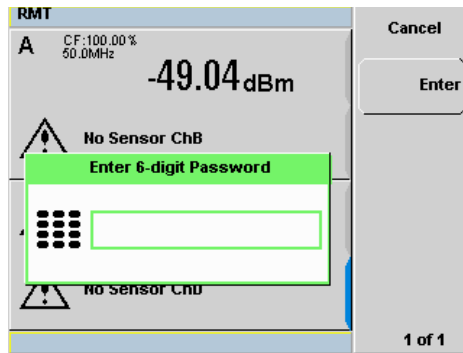 RMT
Cancel
A
CF:100.00 %
50.0MHz
-49.04dBm
Enter
No Sensor ChB
Enter 6-digit Password
No Sensor ChD
1 of 1